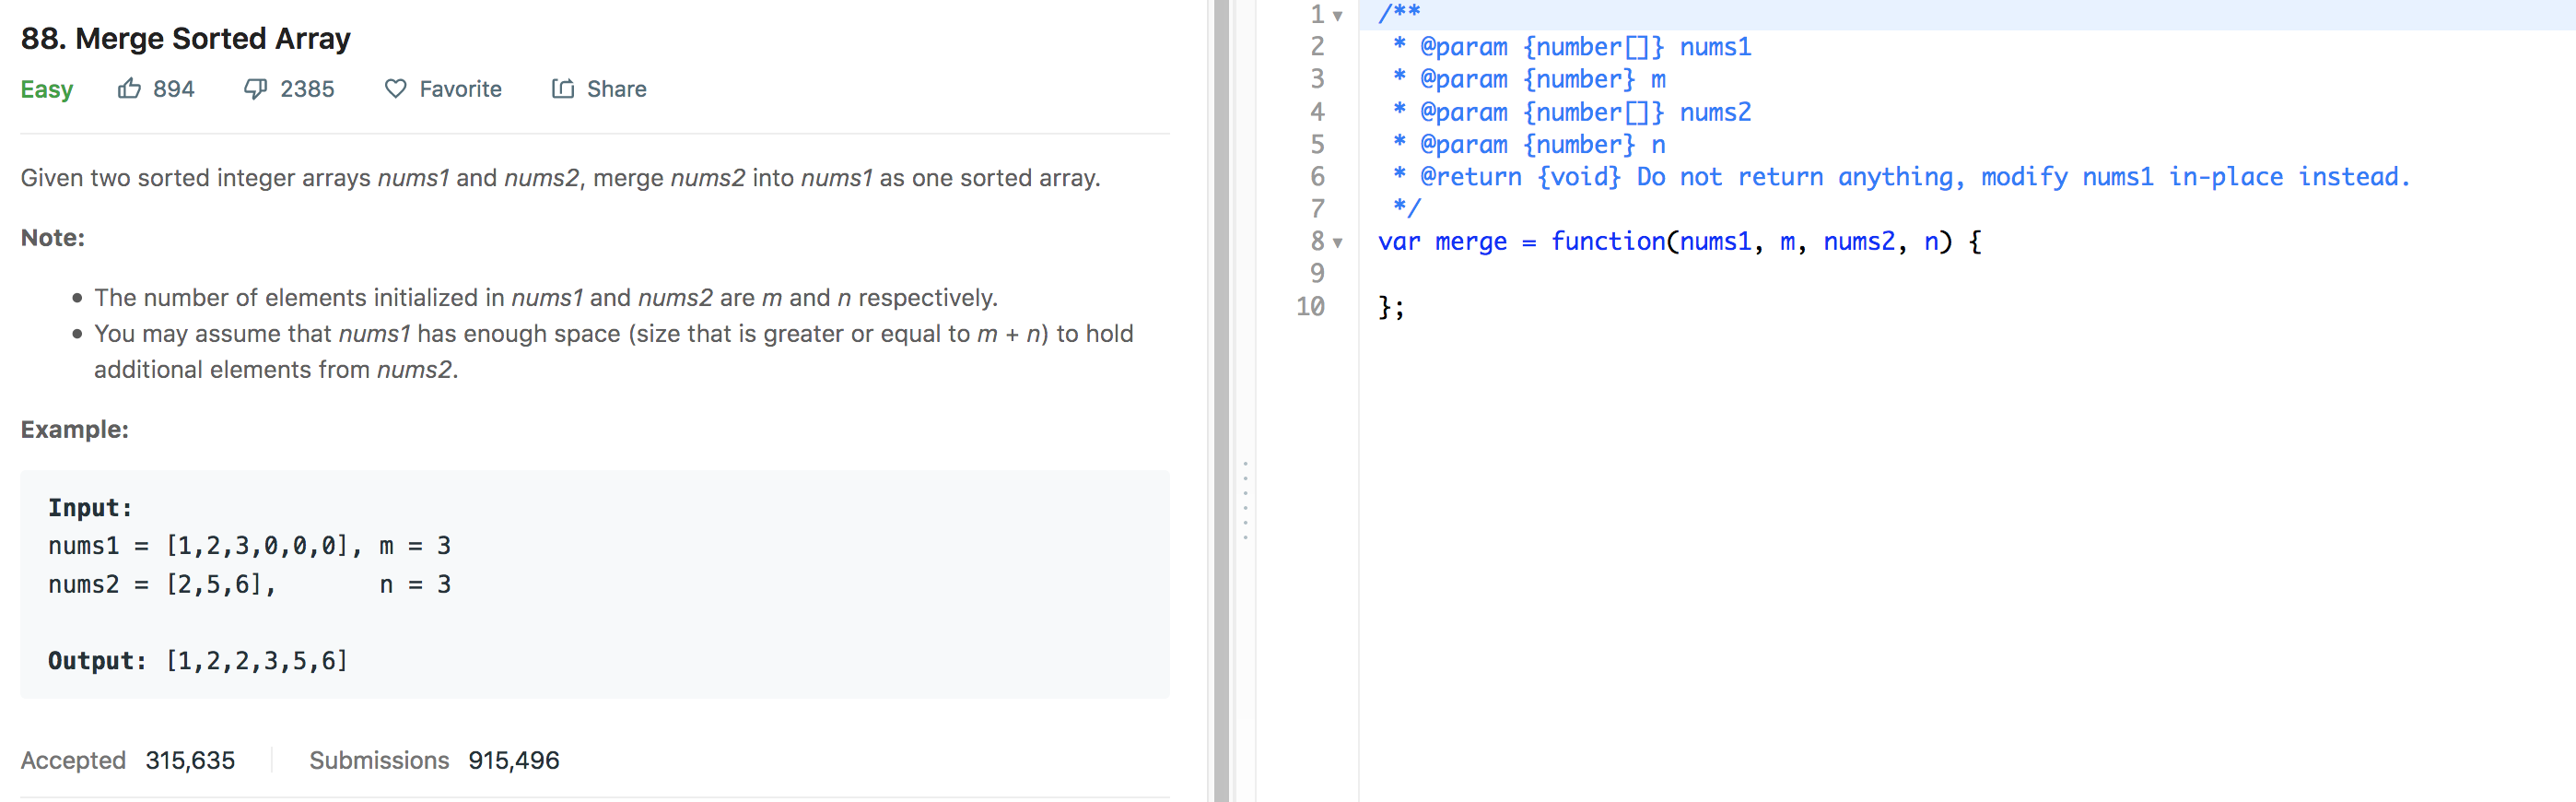 88. Merge Sorted Array
Easy 894 2385 Favorite Share
Given two sorted integer arrays nums1 and nums2, merge nums2 into nums1 as one sorted array.
Note:
• The number of elements initialized in nums1 and nums2 are m and n respectively.
• You may assume that nums1 has enough space (size that is greater or equal to m + n) to hold
additional elements from nums2.
Example:
Input:
nums1 = [1,2,3,0,0,0], m = 3
nums2 = [2,5,6],       n = 3
Output: [1,2,2,3,5,6]
Accepted 315,635 Submissions 915,496
1 /**
2  * @param {number[]} nums1
3  * @param {number} m
4  * @param {number[]} nums2
5  * @param {number} n
6  * @return {void} Do not return anything, modify nums1 in-place instead.
7  */
8 var merge = function(nums1, m, nums2, n) {
9
10 };